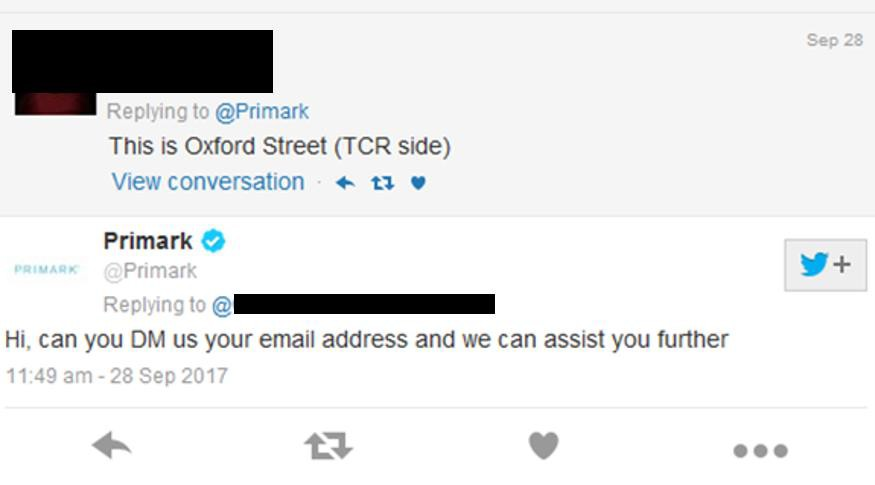 Sep 28
Replying to @Primark
This is Oxford Street (TCR side)
View conversation ·
Primark
PRIMARK
@Primark
Replying to @
Hi, can you DM us your email address and we can assist you further
11:49 am - 28 Sep 2017